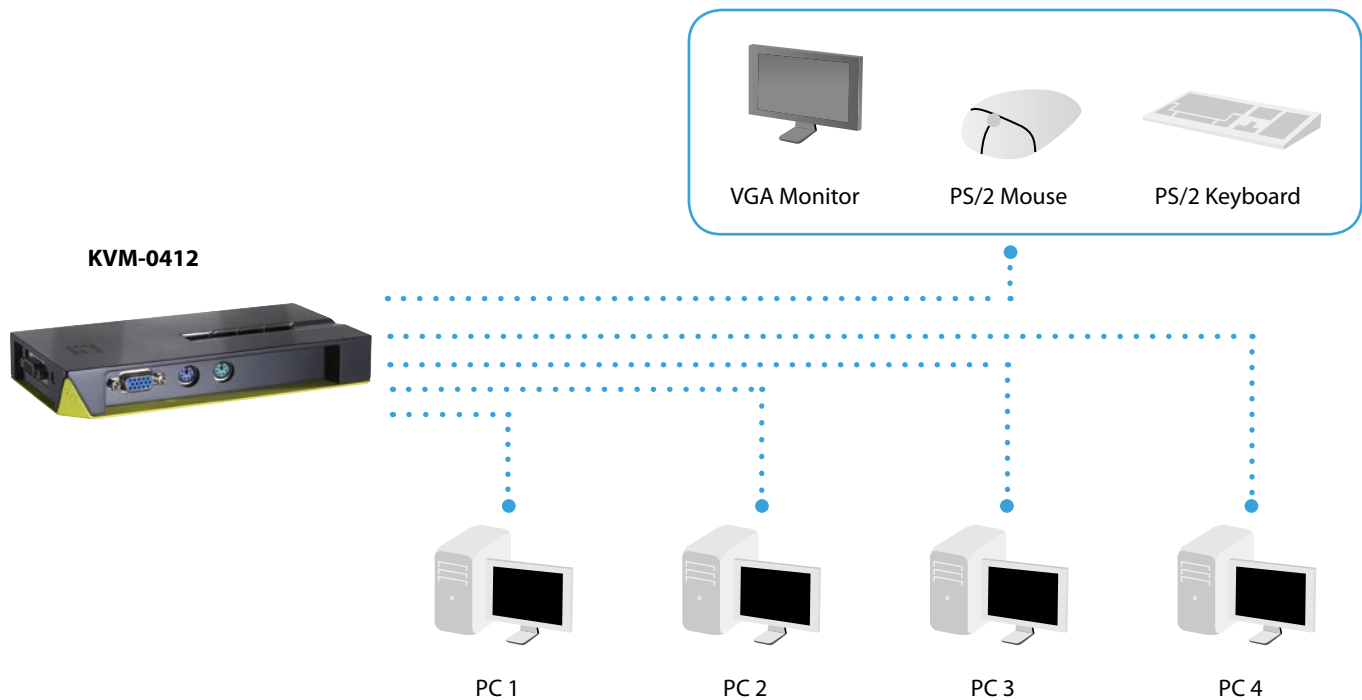 VGA Monitor
PS/2 Mouse
PS/2 Keyboard
KVM-0412
PC 1
PC 2
PC 3
PC 4